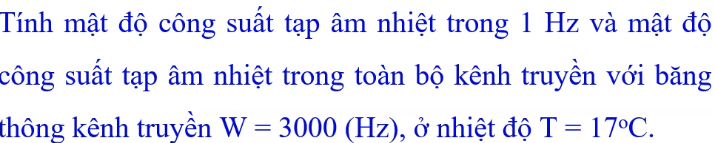 Tính mật độ công suất tạp âm nhiệt trong 1 Hz và mật độ
công suất tạp âm nhiệt trong toàn bộ kênh truyền với băng
thông kênh truyền W = 3000 (Hz), ở nhiệt độ T = 17ºC.